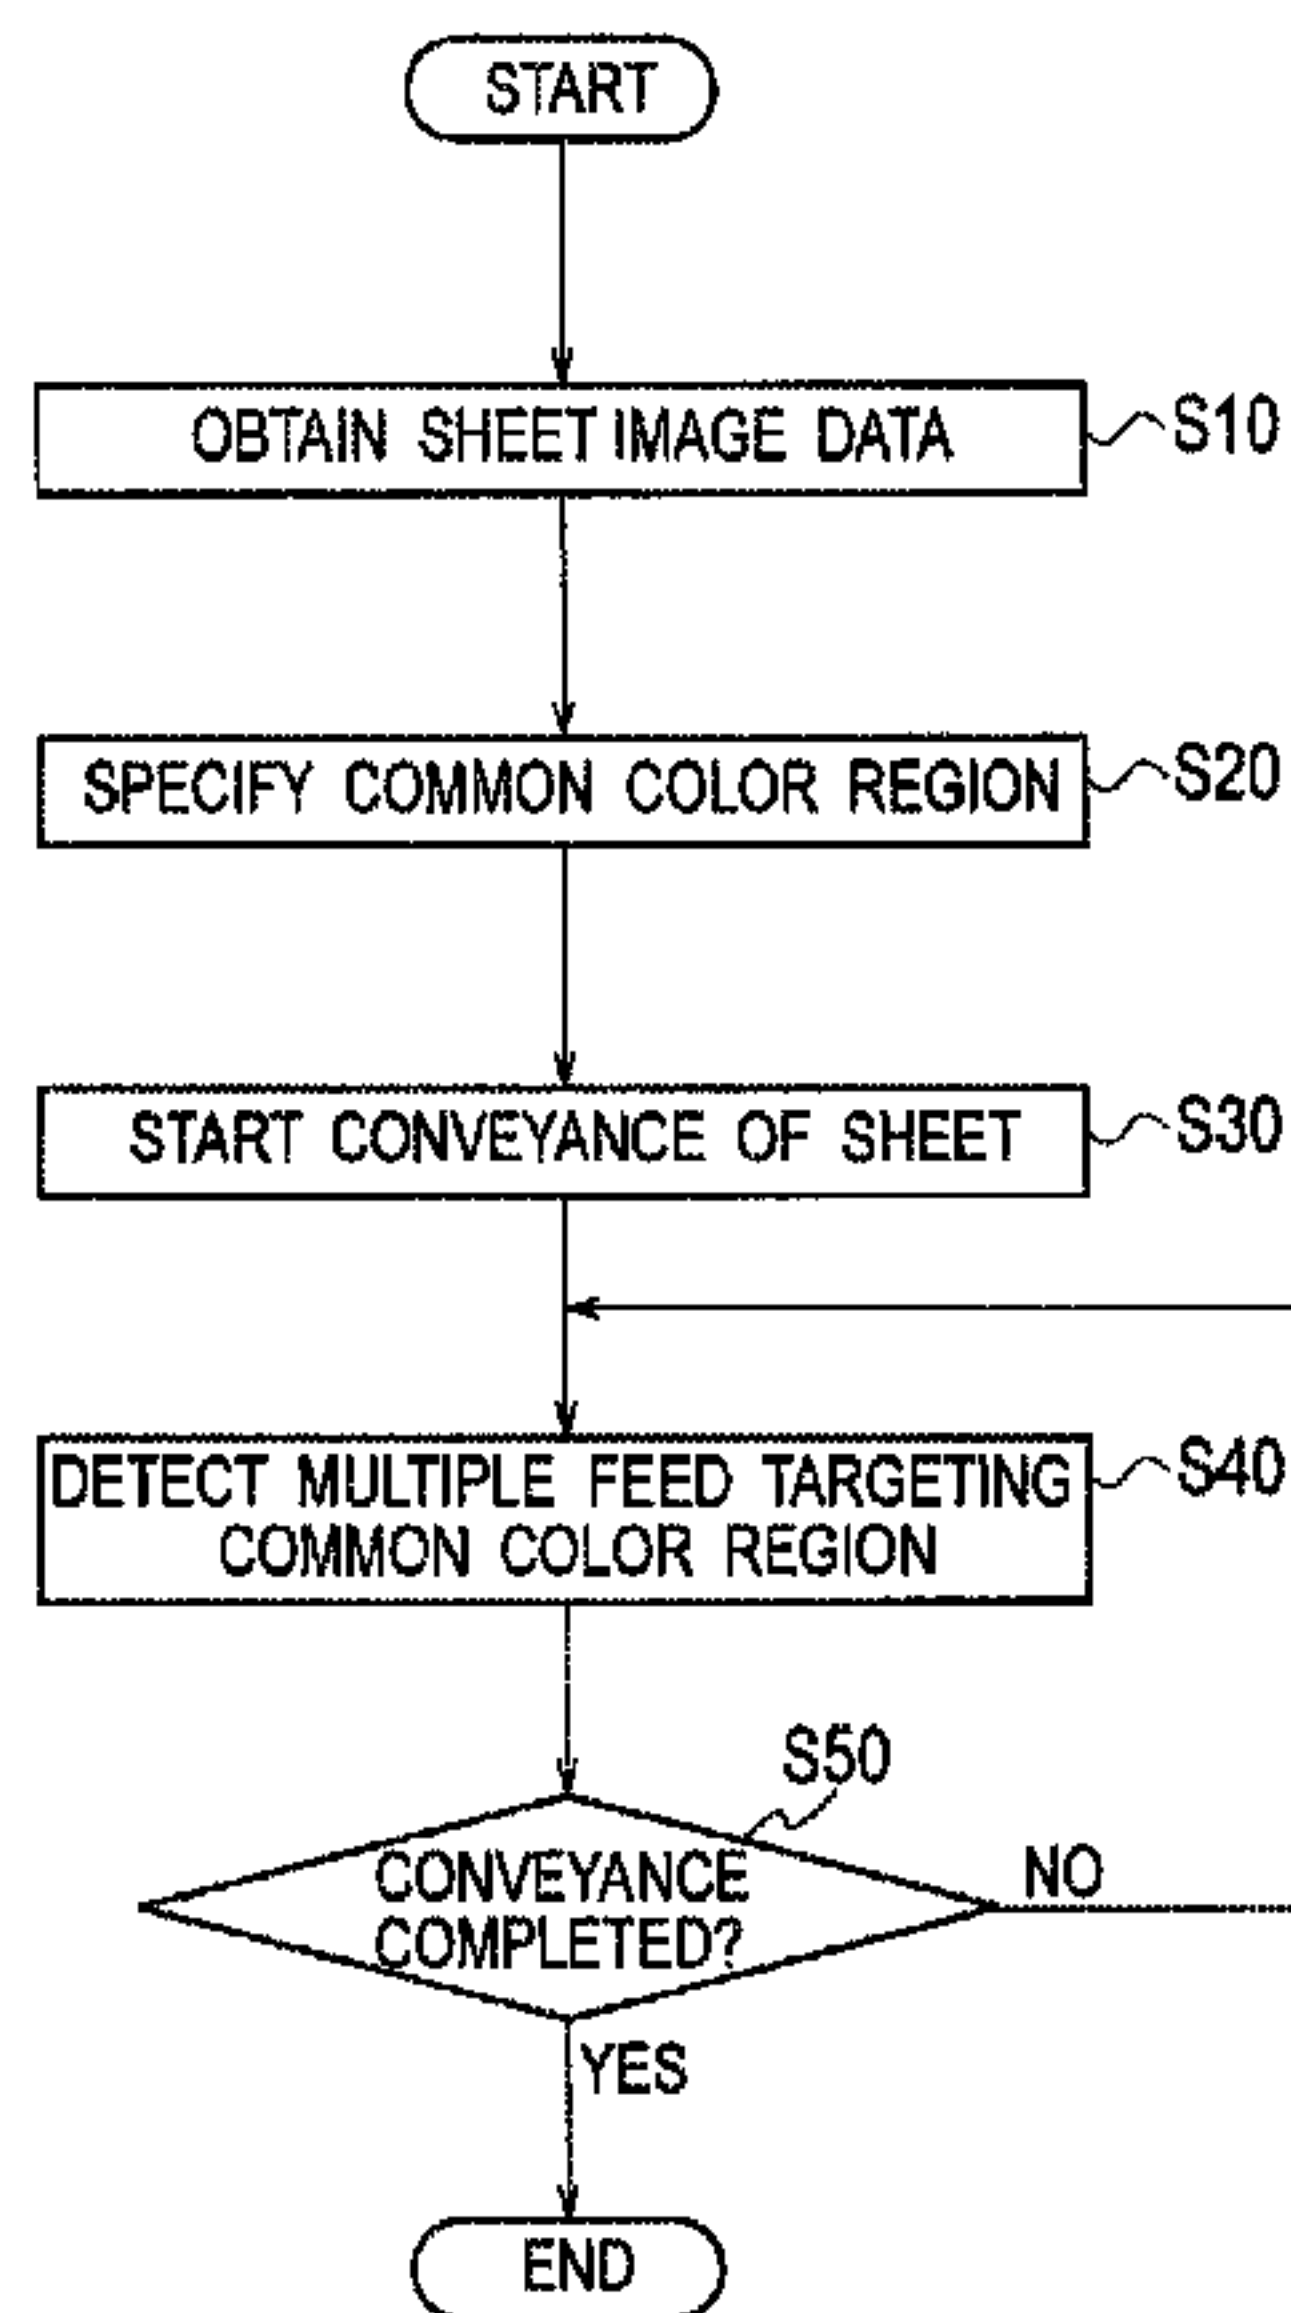 START
OBTAIN SHEET IMAGE DATA
S10
SPECIFY COMMON COLOR REGION
S20
START CONVEYANCE OF SHEET
S30
DETECT MULTIPLE FEED TARGETING
COMMON COLOR REGION
S40
S50
CONVEYANCE
COMPLETED?
NO
YES
END